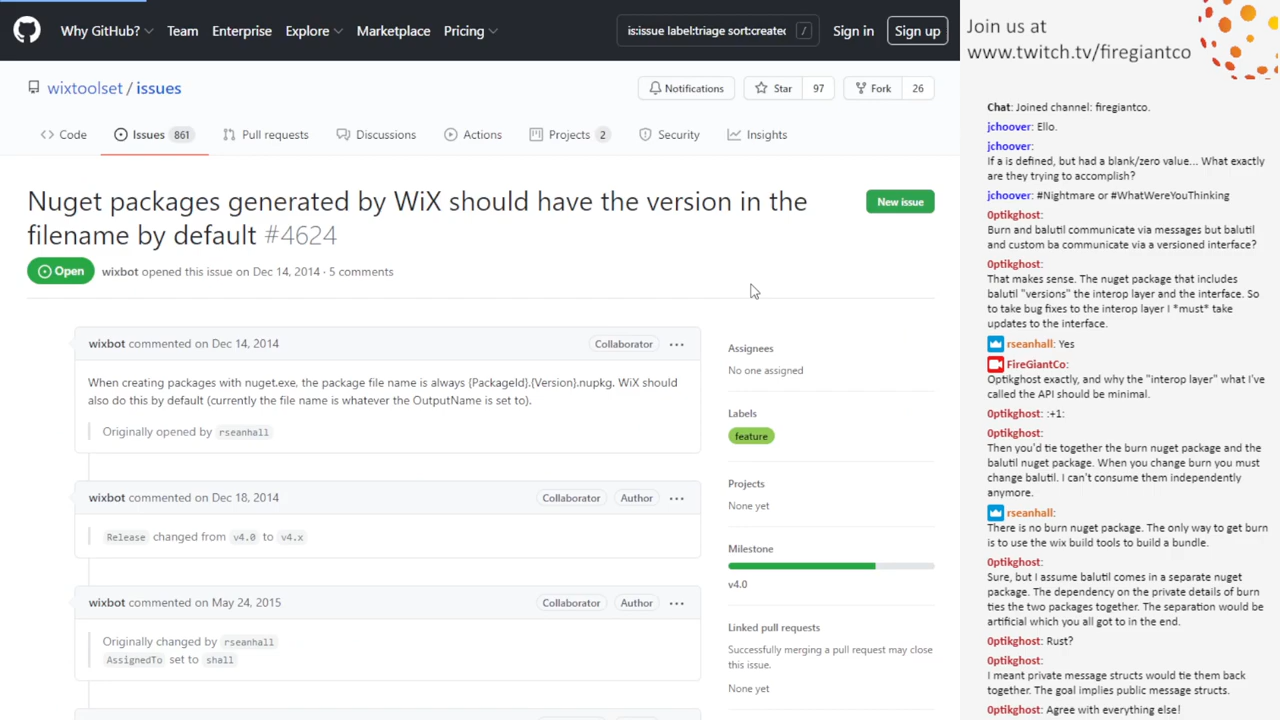 Why GitHub?
Team
Enterprise
Explore
Marketplace
Pricing
is:issue label:triage sort:created
/
Sign in
Sign up
wixtoolset / issues
Notifications
Star 97
Fork 26
Code
Issues 861
Pull requests
Discussions
Actions
Projects 2
Security
Insights
Nuget packages generated by WiX should have the version in the
filename by default #4624
New issue
Open
wixbot opened this issue on Dec 14, 2014 · 5 comments
wixbot commented on Dec 14, 2014
Collaborator
When creating packages with nuget.exe, the package file name is always {PackageId}.{Version}.nupkg. WiX should
also do this by default (currently the file name is whatever the OutputName is set to).
Originally opened by rseanhall
wixbot commented on Dec 18, 2014
Collaborator
Author
Release changed from v4.0 to v4.x
wixbot commented on May 24, 2015
Collaborator
Author
Originally changed by rseanhall
AssignedTo set to shall
Collaborator
Author
Assignees
No one assigned
Labels
feature
Projects
None yet
Milestone
v4.0
Linked pull requests
Successfully merging a pull request may close
this issue.
None yet
Join us at
www.twitch.tv/firegiantco
Chat: Joined channel: firegiantco.
jchoover: Ello.
jchoover:
If a is defined, but had a blank/zero value... What exactly
are they trying to accomplish?
jchoover: #Nightmare or #WhatWereYouThinking
0ptikghost:
Burn and balutil communicate via messages but balutil
and custom ba communicate via a versioned interface?
0ptikghost:
That makes sense. The nuget package that includes
balutil "versions" the interop layer and the interface. So
to take bug fixes to the interop layer I *must* take
updates to the interface.
rseanhall: Yes
FireGiantCo:
0ptikghost exactly, and why the "interop layer" what I've
called the API should be minimal.
0ptikghost: :+1:
0ptikghost:
Then you'd tie together the burn nuget package and the
balutil nuget package. When you change burn you must
change balutil. I can't consume them independently
anymore.
rseanhall:
There is no burn nuget package. The only way to get burn
is to use the wix build tools to build a bundle.
0ptikghost:
Sure, but I assume balutil comes in a separate nuget
package. The dependency on the private details of burn
ties the two packages together. The separation would be
artificial which you all got to in the end.
0ptikghost: Rust?
0ptikghost:
I meant private message structs would tie them back
together. The goal implies public message structs.
0ptikghost: Agree with everything else!